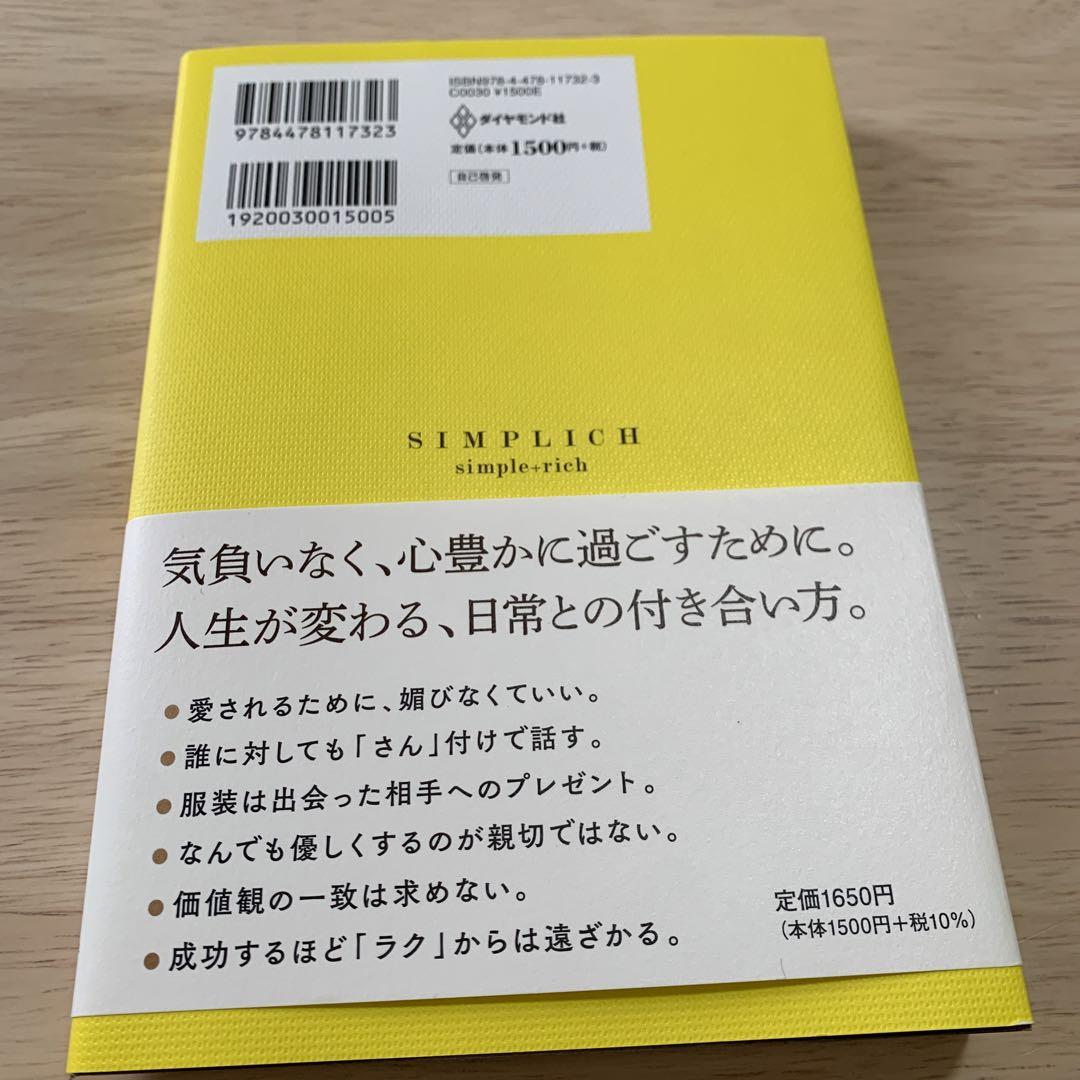 9784478117323
1920030015005
ISBN978-4-478-11732-3
C0030 ¥1500E
ダイヤモンド社
定価(本体1500円+税)
自己啓発
SIMPLICH
simple+rich
気負いなく、心豊かに過ごすために。
人生が変わる、日常との付き合い方。
●愛されるために、媚びなくていい。
●誰に対しても「さん」付けで話す。
●服装は出会った相手へのプレゼント。
●なんでも優しくするのが親切ではない。
●価値観の一致は求めない。
●成功するほど「ラク」からは遠ざかる。
定価1650円
(本体1500円+税10%)